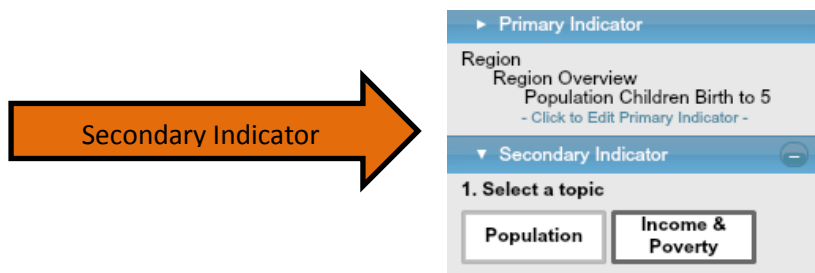 Secondary Indicator
► Primary Indicator
Region
Region Overview
Population Children Birth to 5
- Click to Edit Primary Indicator -
▼ Secondary Indicator
1. Select a topic
Population
Income &
Poverty